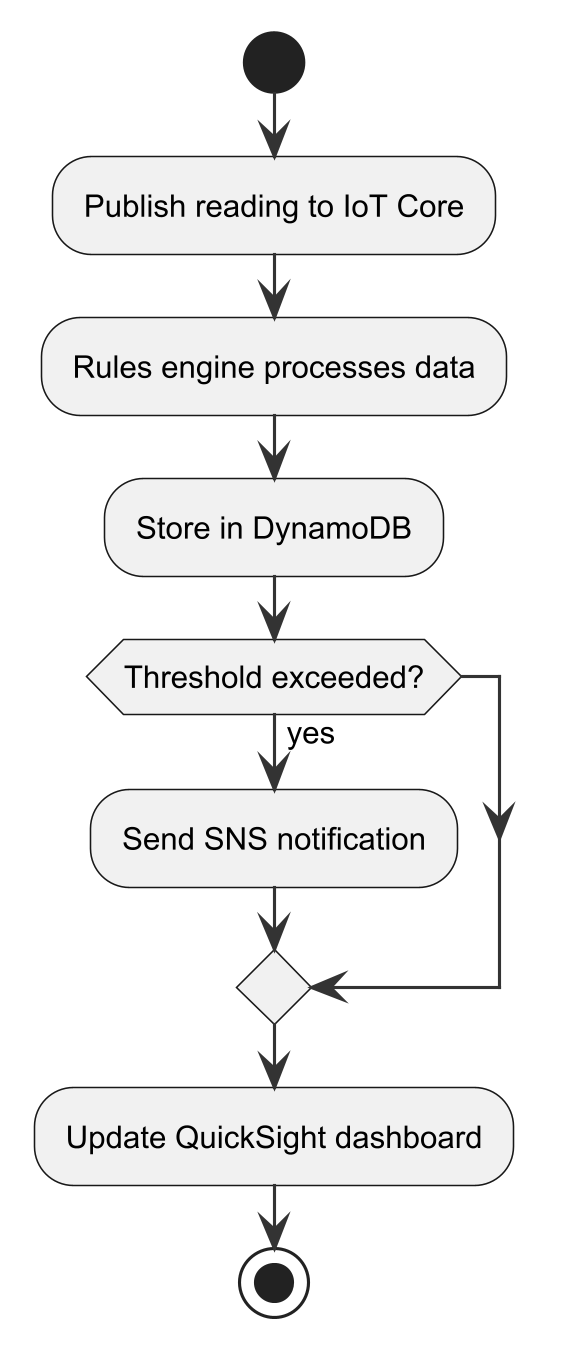 Publish reading to IoT Core
Rules engine processes data
Store in DynamoDB
Threshold exceeded?
yes
Send SNS notification
Update QuickSight dashboard